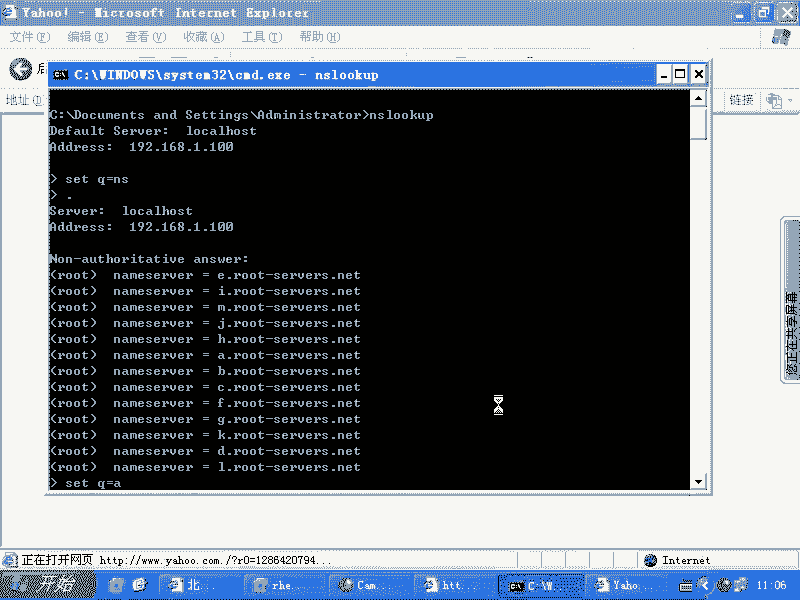 Yahoo! - Microsoft Internet Explorer
文件(F) 编辑(E) 查看(V) 收藏(A) 工具(T) 帮助(H)
C:\WINDOWS\system32\cmd.exe - nslookup
地址(D)
链接
C:\Documents and Settings\Administrator>nslookup
Default Server:  localhost
Address:  192.168.1.100
> set q=ns
> .
Server:  localhost
Address:  192.168.1.100
Non-authoritative answer:
(root)  nameserver = e.root-servers.net
(root)  nameserver = i.root-servers.net
(root)  nameserver = m.root-servers.net
(root)  nameserver = j.root-servers.net
(root)  nameserver = h.root-servers.net
(root)  nameserver = a.root-servers.net
(root)  nameserver = b.root-servers.net
(root)  nameserver = c.root-servers.net
(root)  nameserver = f.root-servers.net
(root)  nameserver = g.root-servers.net
(root)  nameserver = k.root-servers.net
(root)  nameserver = d.root-servers.net
(root)  nameserver = l.root-servers.net
> set q=a
您正在共享屏幕
正在打开网页 http://www.yahoo.com./?r0=1286420794... Internet
开始 北... rhe... Cam... htt... C:\W... Yaho... 11:06